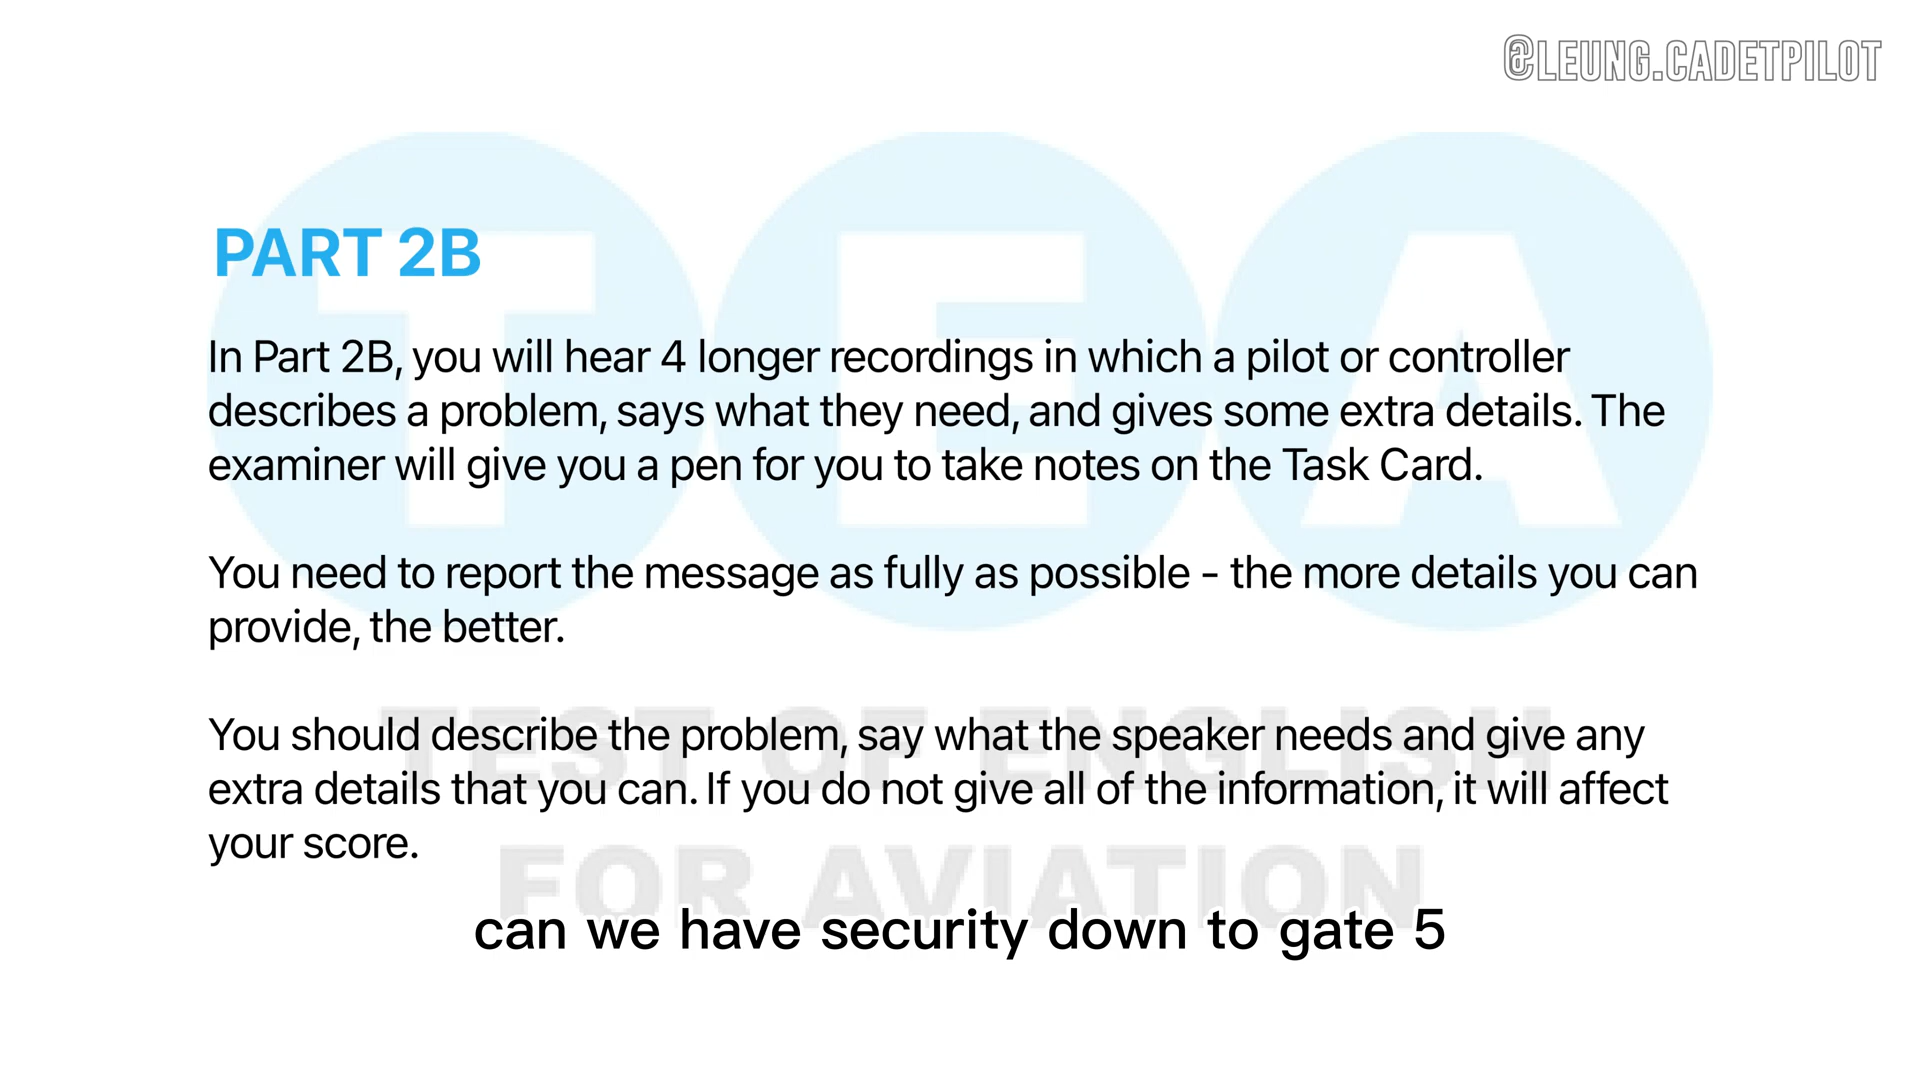 @LEUNG.CADETPILOT
PART 2B
In Part 2B, you will hear 4 longer recordings in which a pilot or controller
describes a problem, says what they need, and gives some extra details. The
examiner will give you a pen for you to take notes on the Task Card.
You need to report the message as fully as possible - the more details you can
provide, the better.
You should describe the problem, say what the speaker needs and give any
extra details that you can. If you do not give all of the information, it will affect
your score.
TEA
TEST OF ENGLISH
FOR AVIATION
can we have security down to gate 5